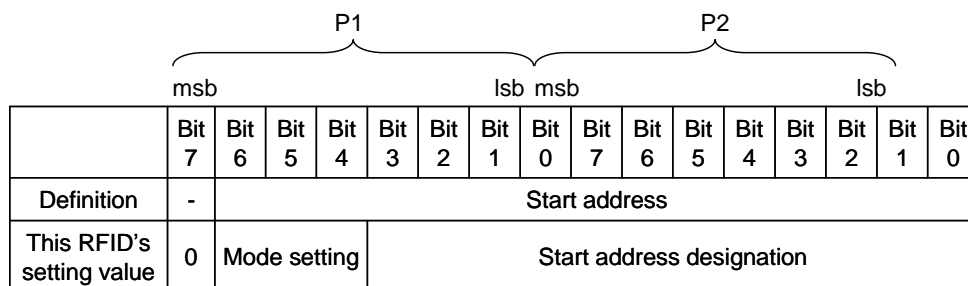 P1 P2
msb lsb msb lsb
Bit 7 Bit 6 Bit 5 Bit 4 Bit 3 Bit 2 Bit 1 Bit 0 Bit 7 Bit 6 Bit 5 Bit 4 Bit 3 Bit 2 Bit 1 Bit 0
Definition - Start address
This RFID's
setting value 0 Mode setting Start address designation